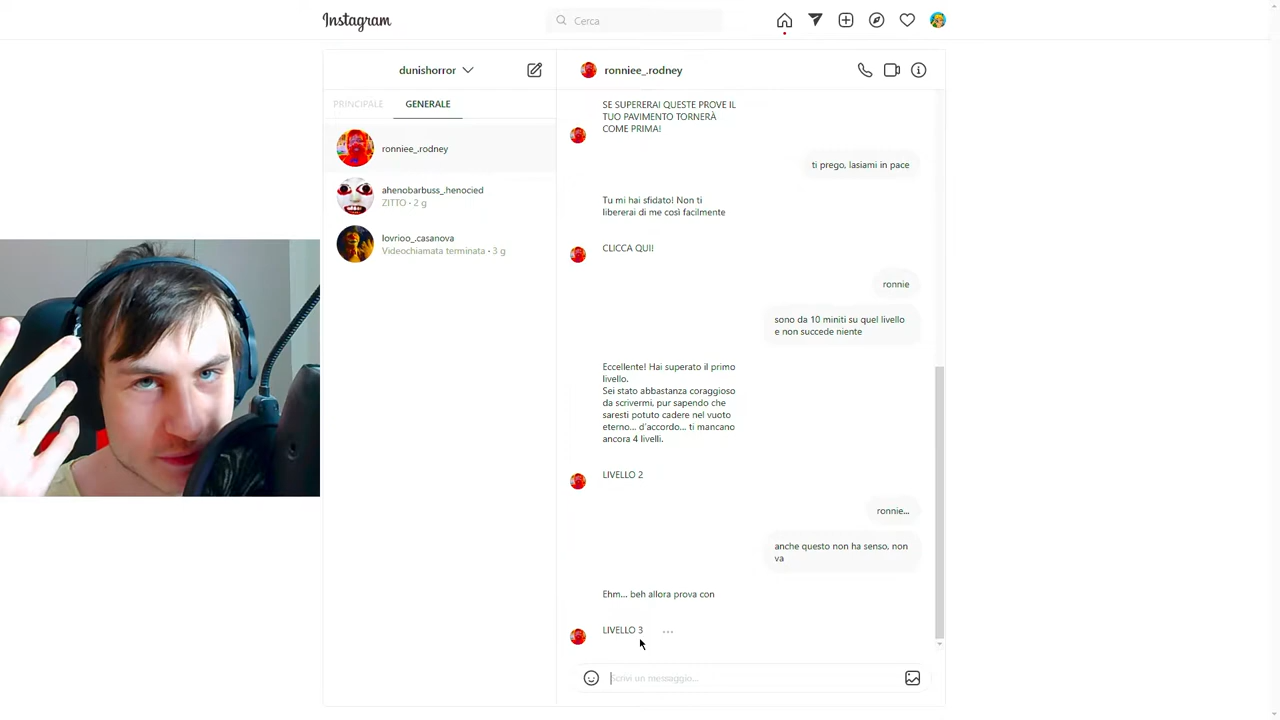 Instagram
Cerca
dunishorror
PRINCIPALE
GENERALE
ronniee_.rodney
ahenobarbuss_.henocied
ZITTO · 2 g
lovrioo_.casanova
Videochiamata terminata · 3 g
ronniee_.rodney
SE SUPERERAI QUESTE PROVE IL
TUO PAVIMENTO TORNERÀ
COME PRIMA!
ti prego, lasiami in pace
Tu mi hai sfidato! Non ti
libererai di me così facilmente
CLICCA QUI!
ronnie
sono da 10 miniti su quel livello
e non succede niente
Eccellente! Hai superato il primo
livello.
Sei stato abbastanza coraggioso
da scrivermi, pur sapendo che
saresti potuto cadere nel vuoto
eterno... d'accordo... ti mancano
ancora 4 livelli.
LIVELLO 2
ronnie...
anche questo non ha senso, non
va
Ehm... beh allora prova con
LIVELLO 3
Scrivi un messaggio...